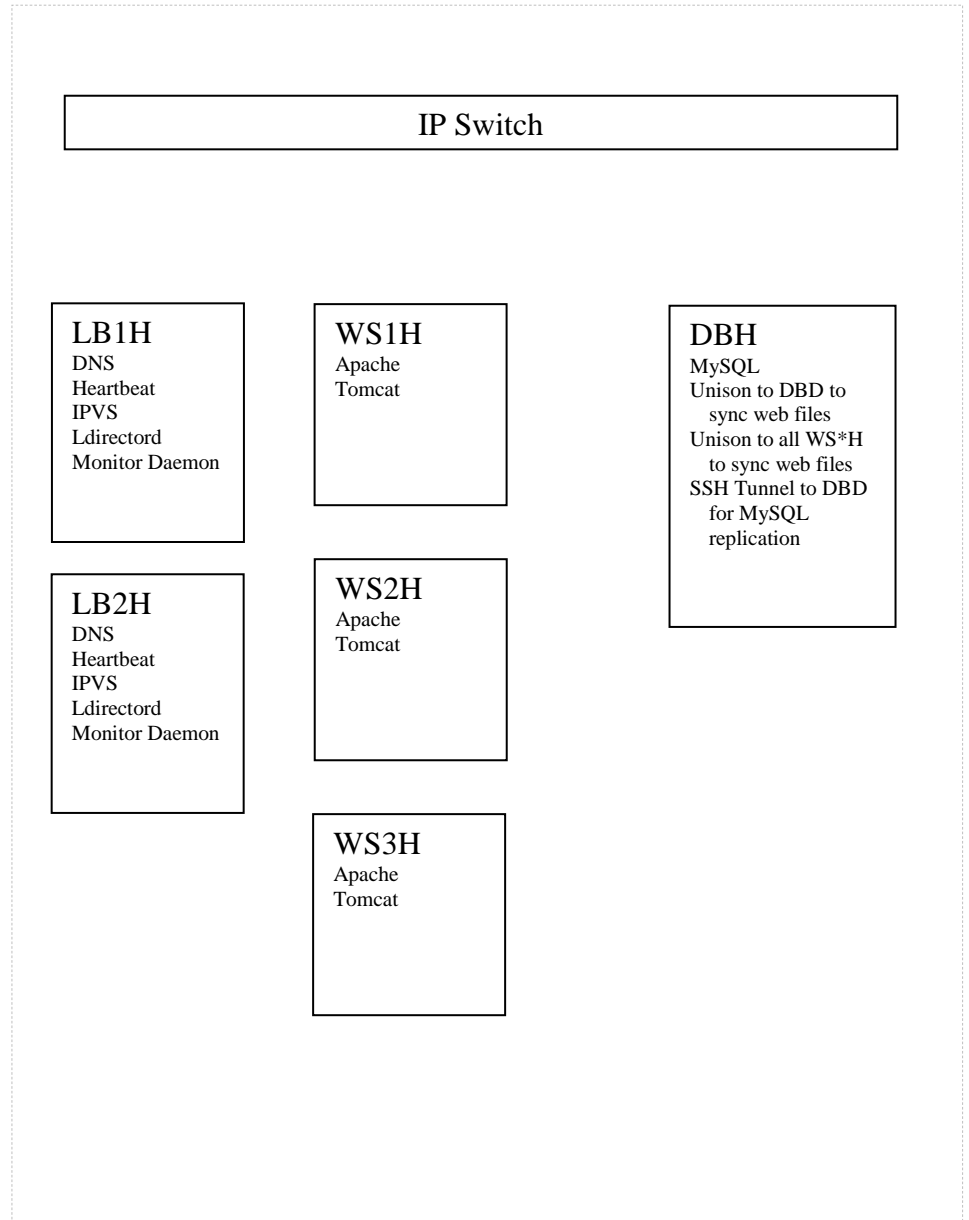 IP Switch
LB1H
DNS
Heartbeat
IPVS
Ldirectord
Monitor Daemon
LB2H
DNS
Heartbeat
IPVS
Ldirectord
Monitor Daemon
WS1H
Apache
Tomcat
WS2H
Apache
Tomcat
WS3H
Apache
Tomcat
DBH
MySQL
Unison to DBD to
sync web files
Unison to all WS*H
to sync web files
SSH Tunnel to DBD
for MySQL
replication